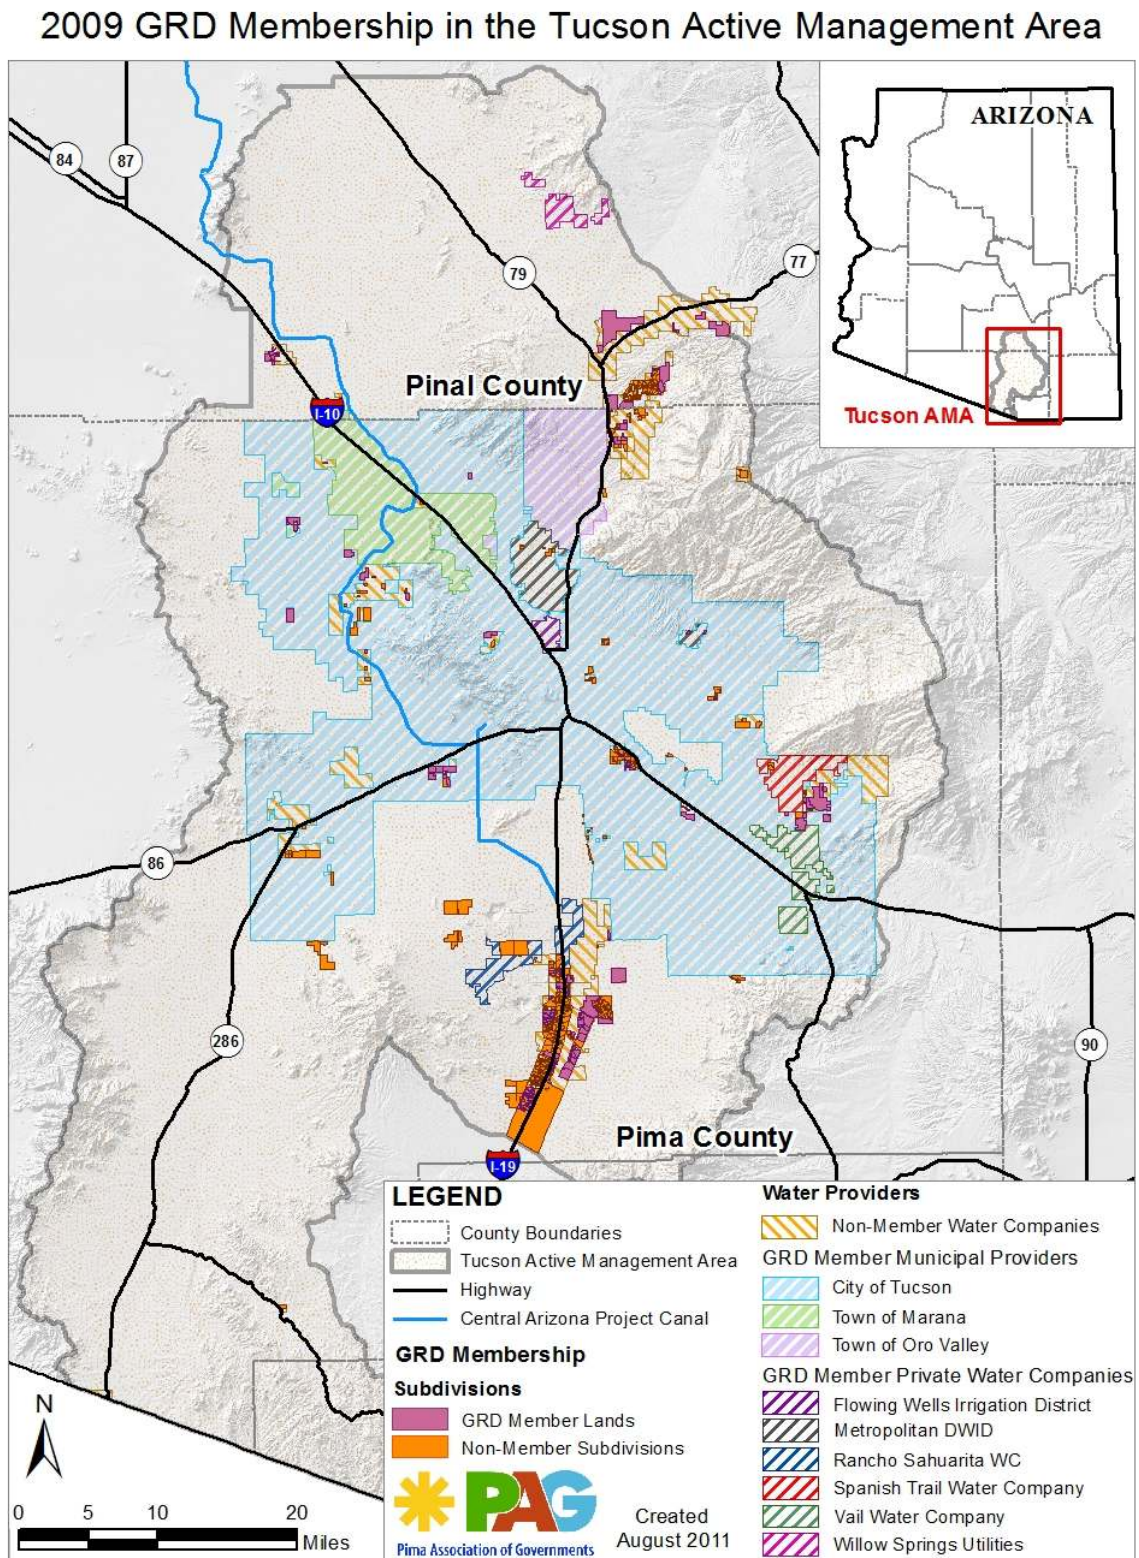 2009 GRD Membership in the Tucson Active Management Area
ARIZONA
Tucson AMA
84
87
79
77
Pinal County
I-10
86
286
90
Pima County
I-19
LEGEND
County Boundaries
Tucson Active Management Area
Highway
Central Arizona Project Canal
GRD Membership
Subdivisions
GRD Member Lands
Non-Member Subdivisions
PAG
Pima Association of Governments
Created
August 2011
Water Providers
Non-Member Water Companies
GRD Member Municipal Providers
City of Tucson
Town of Marana
Town of Oro Valley
GRD Member Private Water Companies
Flowing Wells Irrigation District
Metropolitan DWID
Rancho Sahuarita WC
Spanish Trail Water Company
Vail Water Company
Willow Springs Utilities
N
0 5 10 20
Miles